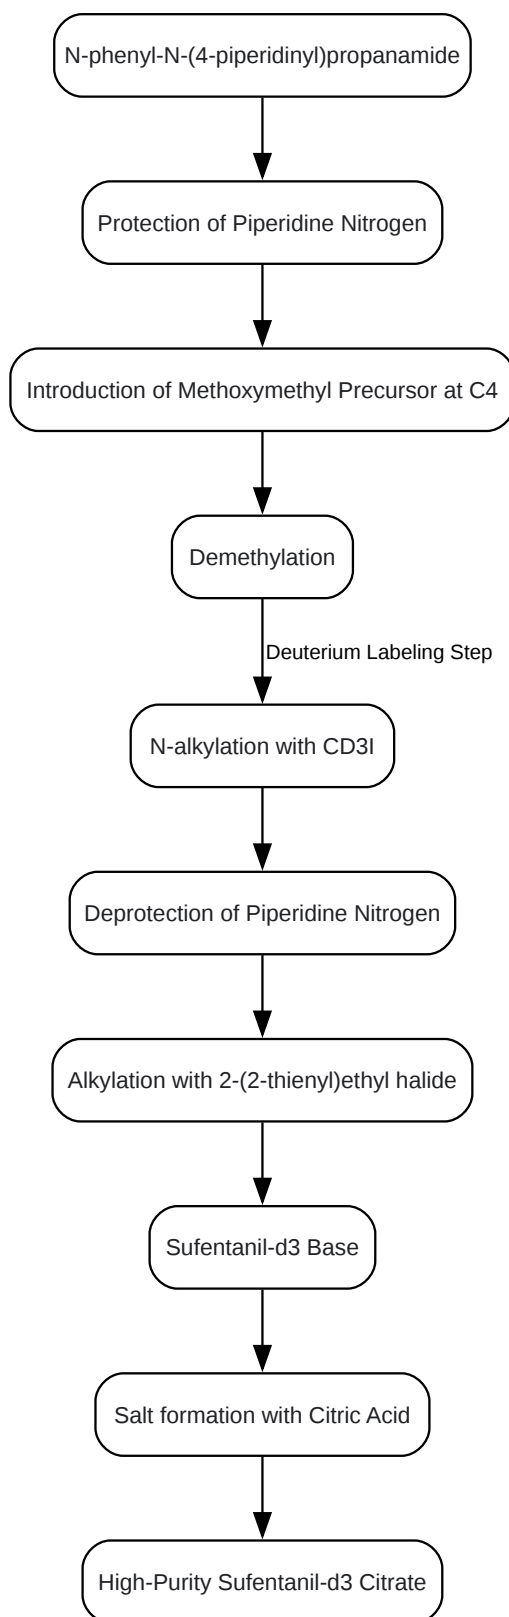 N-phenyl-N-(4-piperidinyl)propanamide
Protection of Piperidine Nitrogen
Introduction of Methoxymethyl Precursor at C4
Demethylation
Deuterium Labeling Step
N-alkylation with CD3I
Deprotection of Piperidine Nitrogen
Alkylation with 2-(2-thienyl)ethyl halide
Sufentanil-d3 Base
Salt formation with Citric Acid
High-Purity Sufentanil-d3 Citrate